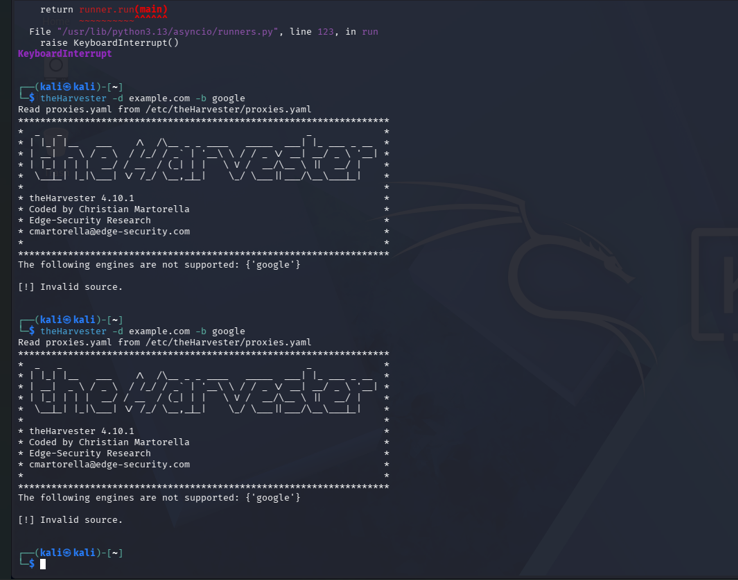 return runner.run(main)
~~~~~~~~~~^^^^^^
File "/usr/lib/python3.13/asyncio/runners.py", line 123, in run
raise KeyboardInterrupt()
KeyboardInterrupt
┌──(kali㉿kali)-[~]
└─$ theHarvester -d example.com -b google
Read proxies.yaml from /etc/theHarvester/proxies.yaml
*******************************************************************
* theHarvester 4.10.1 *
* Coded by Christian Martorella *
* Edge-Security Research *
* cmartorella@edge-security.com *
* *
*******************************************************************
The following engines are not supported: {'google'}
[!] Invalid source.
┌──(kali㉿kali)-[~]
└─$ theHarvester -d example.com -b google
Read proxies.yaml from /etc/theHarvester/proxies.yaml
*******************************************************************
* theHarvester 4.10.1 *
* Coded by Christian Martorella *
* Edge-Security Research *
* cmartorella@edge-security.com *
* *
*******************************************************************
The following engines are not supported: {'google'}
[!] Invalid source.
┌──(kali㉿kali)-[~]
└─$